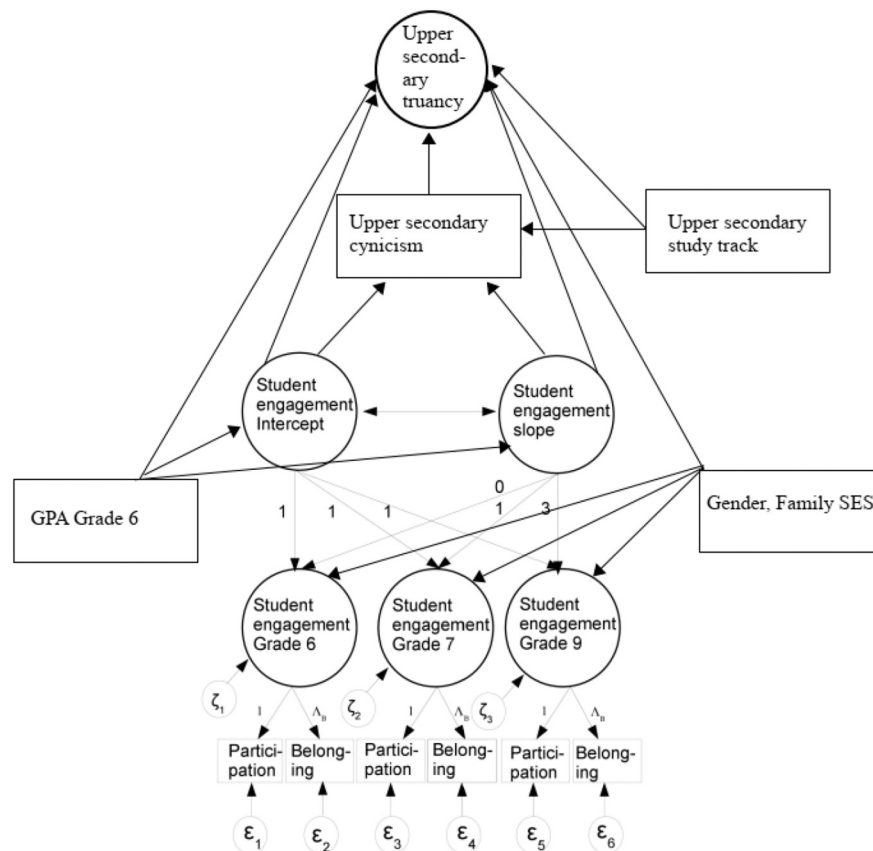 Upper
second-
ary
truancy
Upper secondary
cynicism
Upper secondary
study track
Student
engagement
Intercept
Student
engagement
slope
GPA Grade 6
Gender, Family SES
1 1 1 0
1 3
Student
engagement
Grade 6
Student
engagement
Grade 7
Student
engagement
Grade 9
ζ₁ ζ₂ ζ₃
1 Λ_B 1 Λ_B 1 Λ_B
Partici-
pation
Belong-
ing
Partici-
pation
Belong-
ing
Partici-
pation
Belong-
ing
ε₁ ε₂ ε₃ ε₄ ε₅ ε₆